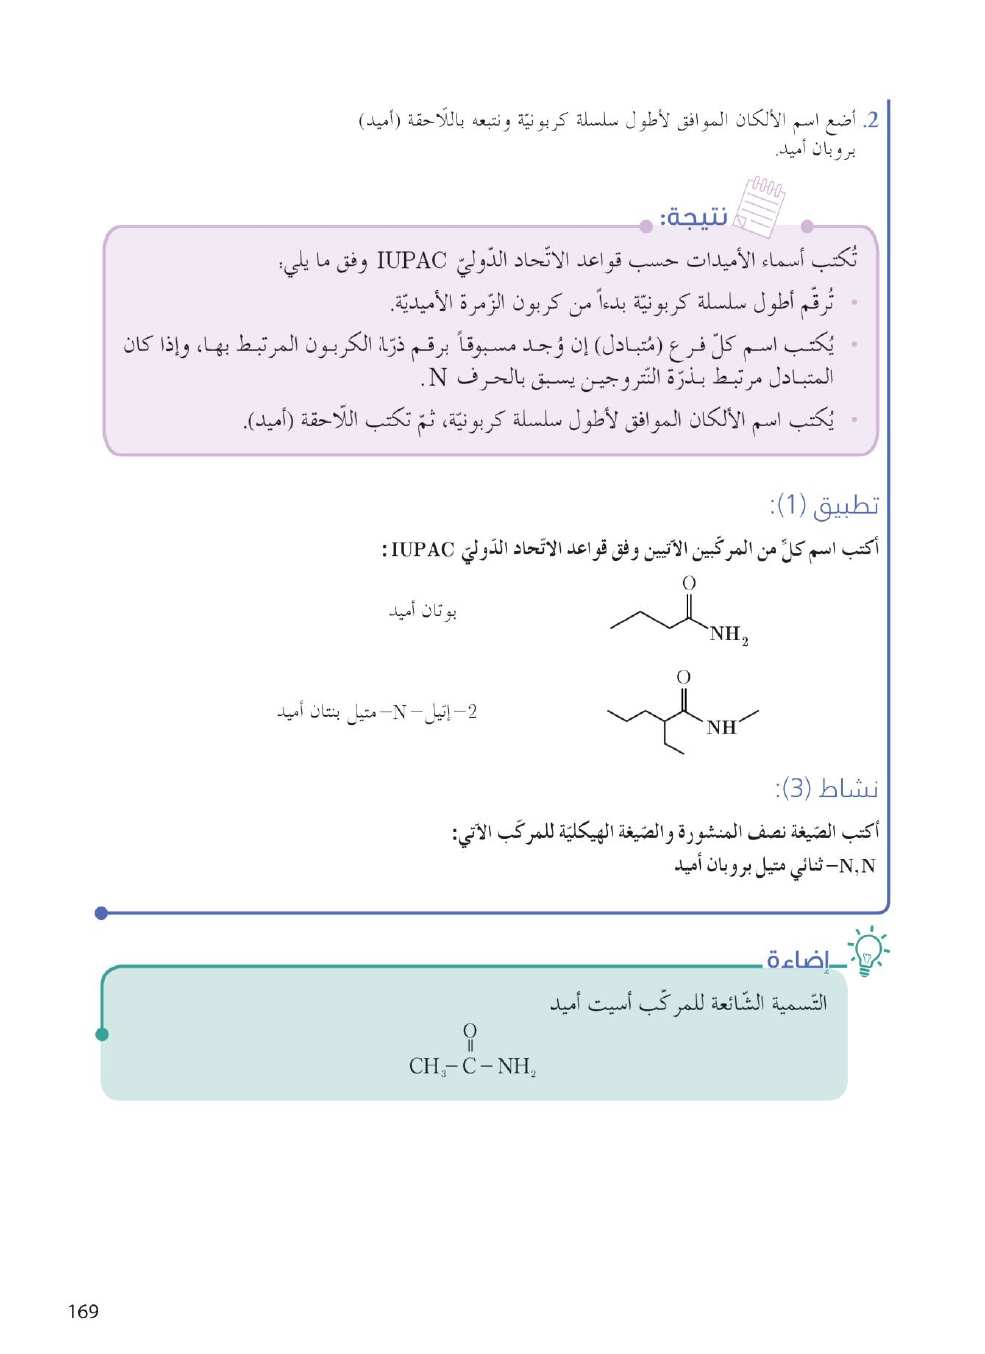 2. أضع اسم الألكان الموافق لأطول سلسلة كربونيّة ونتبعه باللّاحقة (أميد)
بروبان أميد.
نتيجة:
تُكتب أسماء الأميدات حسب قواعد الاتّحاد الدّوليّ IUPAC وفق ما يلي:
• تُرقّم أطول سلسلة كربونيّة بدءاً من كربون الزّمرة الأميديّة.
• يُكتب اسم كلّ فرع (مُتبادل) إن وُجد مسبوقاً برقم ذرّة الكربون المرتبط بها، وإذا كان
المتبادل مرتبط بذرّة النّتروجين يسبق بالحرف N.
• يُكتب اسم الألكان الموافق لأطول سلسلة كربونيّة، ثمّ تكتب اللّاحقة (أميد).
تطبيق (1):
أكتب اسم كلٍّ من المركّبين الآتيين وفق قواعد الاتّحاد الدّوليّ IUPAC:
O
NH₂
بوتان أميد
O
NH
2-إتيل-N-متيل بنتان أميد
نشاط (3):
أكتب الصّيغة نصف المنشورة والصّيغة الهيكليّة للمركّب الآتي:
N,N-ثنائي متيل بروبان أميد
إضاءة
التّسمية الشّائعة للمركّب أسيت أميد
O
CH₃–C–NH₂
169